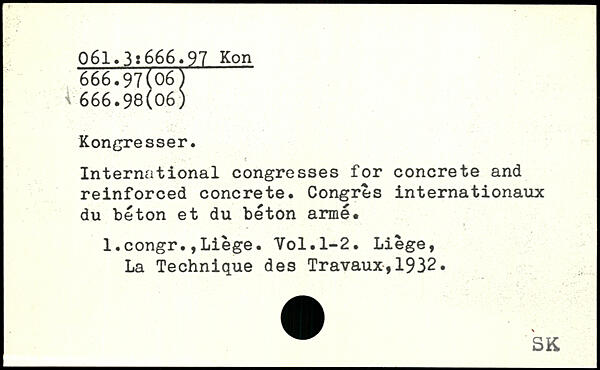 061.3:666.97 Kon
666.97(06)
666.98(06)
Kongresser.
International congresses for concrete and
reinforced concrete. Congrès internationaux
du béton et du béton armé.
1.congr.,Liège. Vol.1-2. Liège,
La Technique des Travaux,1932.
SK